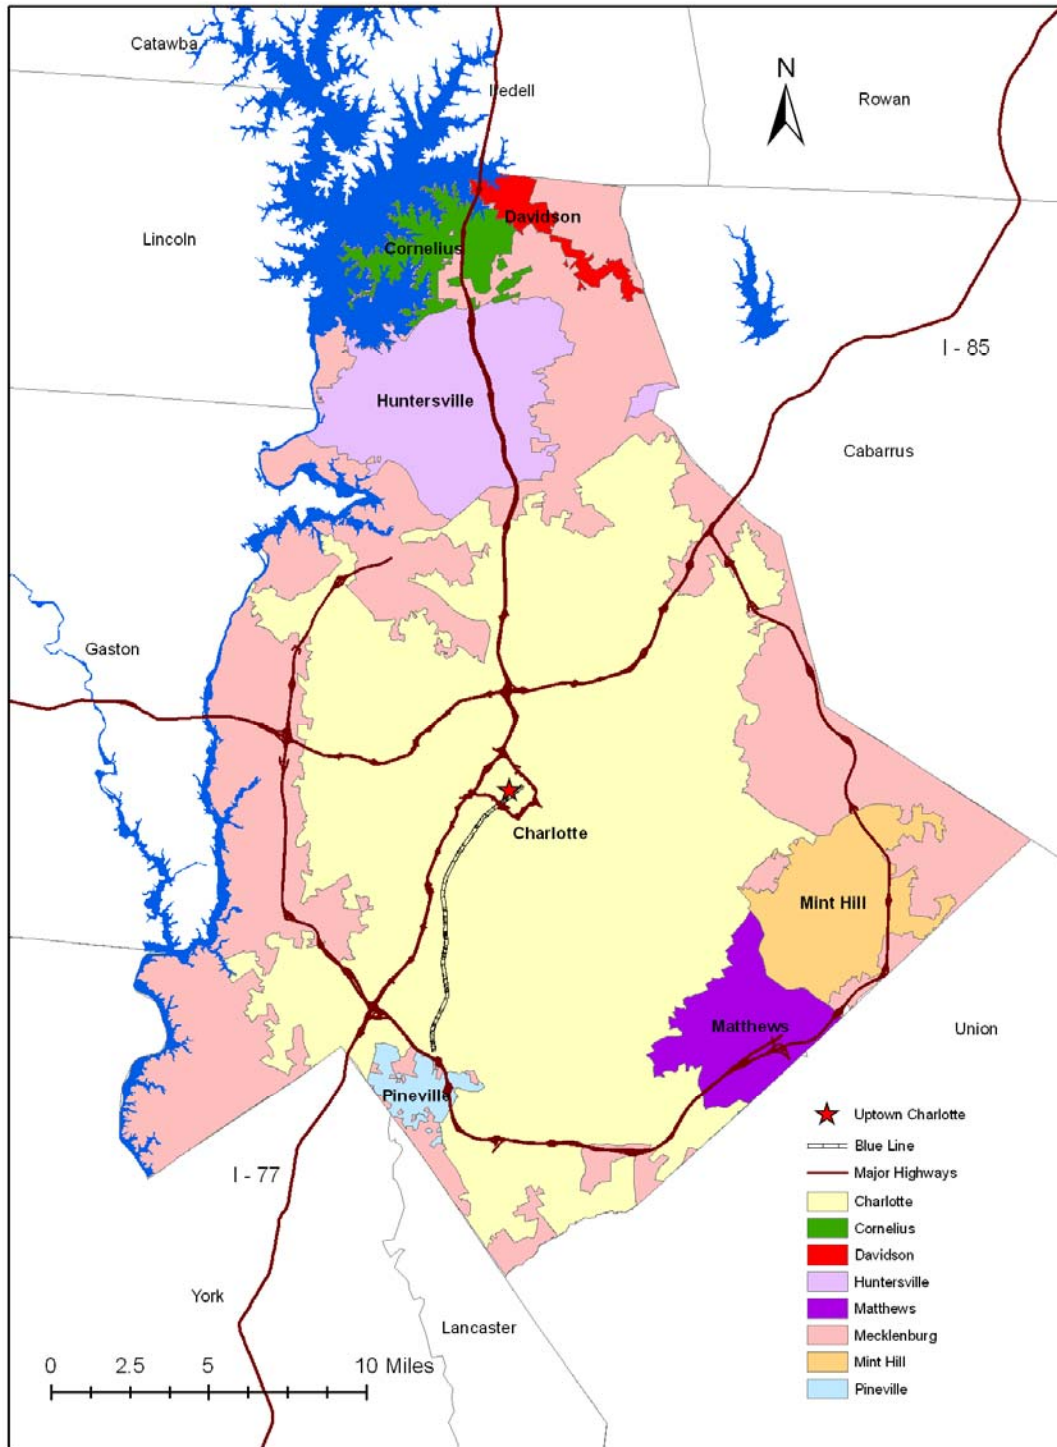 Catawba
Iredell
Rowan
N
Lincoln
Davidson
Cornelius
I - 85
Huntersville
Cabarrus
Gaston
Charlotte
Mint Hill
Matthews
Union
Pineville
I - 77
York
Lancaster
Uptown Charlotte
Blue Line
Major Highways
Charlotte
Cornelius
Davidson
Huntersville
Matthews
Mecklenburg
Mint Hill
Pineville
0 2.5 5 10 Miles